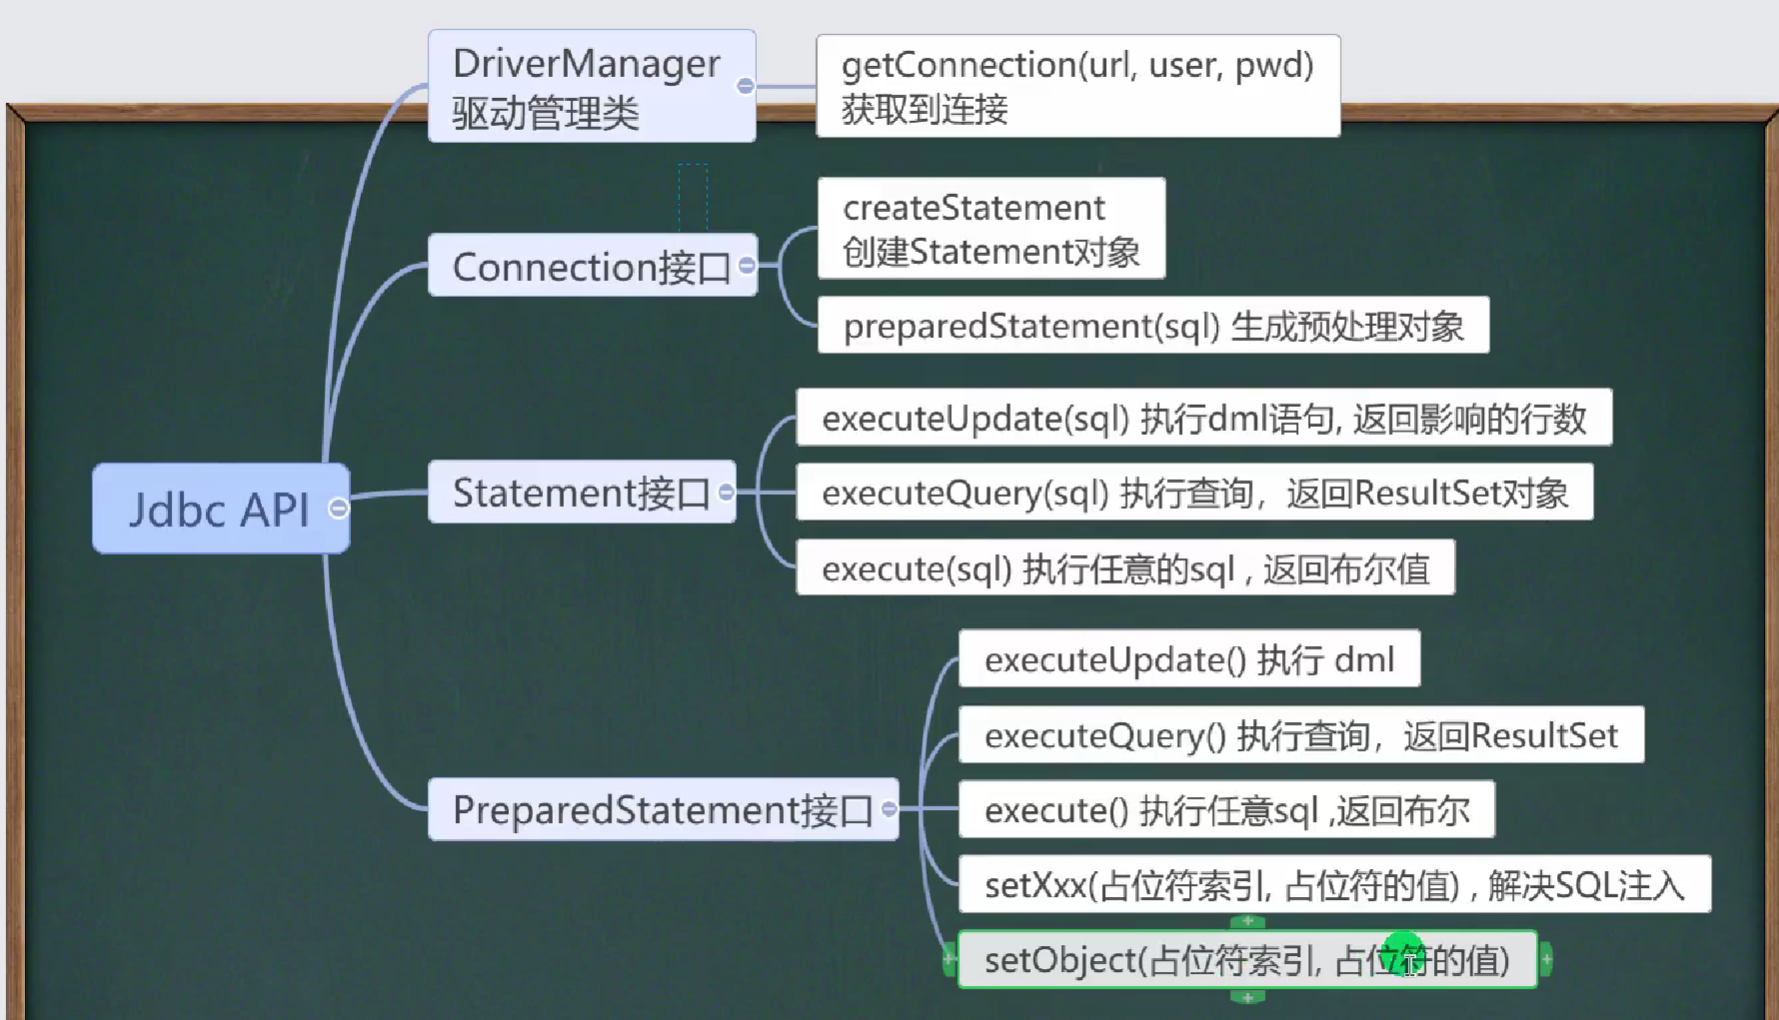 DriverManager
驱动管理类
getConnection(url, user, pwd)
获取到连接
createStatement
创建Statement对象
Connection接口
preparedStatement(sql) 生成预处理对象
executeUpdate(sql) 执行dml语句, 返回影响的行数
Jdbc API
Statement接口
executeQuery(sql) 执行查询，返回ResultSet对象
execute(sql) 执行任意的sql , 返回布尔值
executeUpdate() 执行 dml
executeQuery() 执行查询，返回ResultSet
PreparedStatement接口
execute() 执行任意sql ,返回布尔
setXxx(占位符索引, 占位符的值) , 解决SQL注入
setObject(占位符索引, 占位符的值)